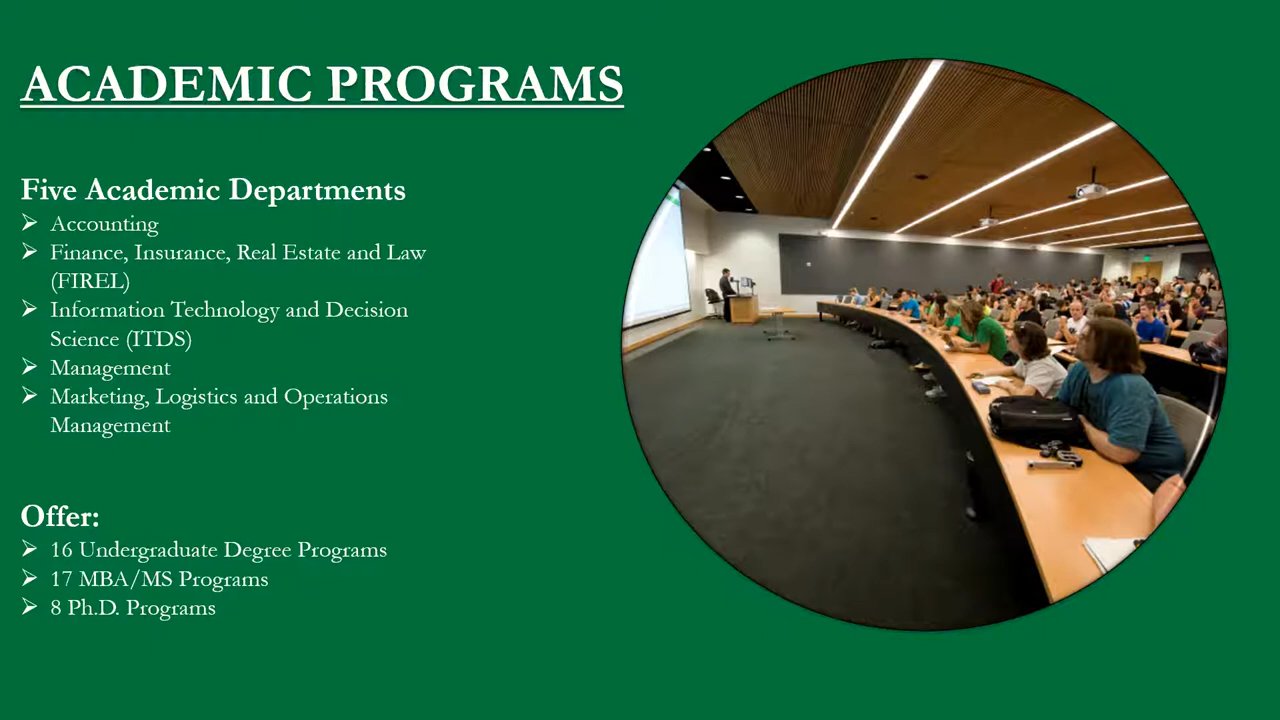 ACADEMIC PROGRAMS
Five Academic Departments
➢ Accounting
➢ Finance, Insurance, Real Estate and Law
(FIREL)
➢ Information Technology and Decision
Science (ITDS)
➢ Management
➢ Marketing, Logistics and Operations
Management
Offer:
➢ 16 Undergraduate Degree Programs
➢ 17 MBA/MS Programs
➢ 8 Ph.D. Programs